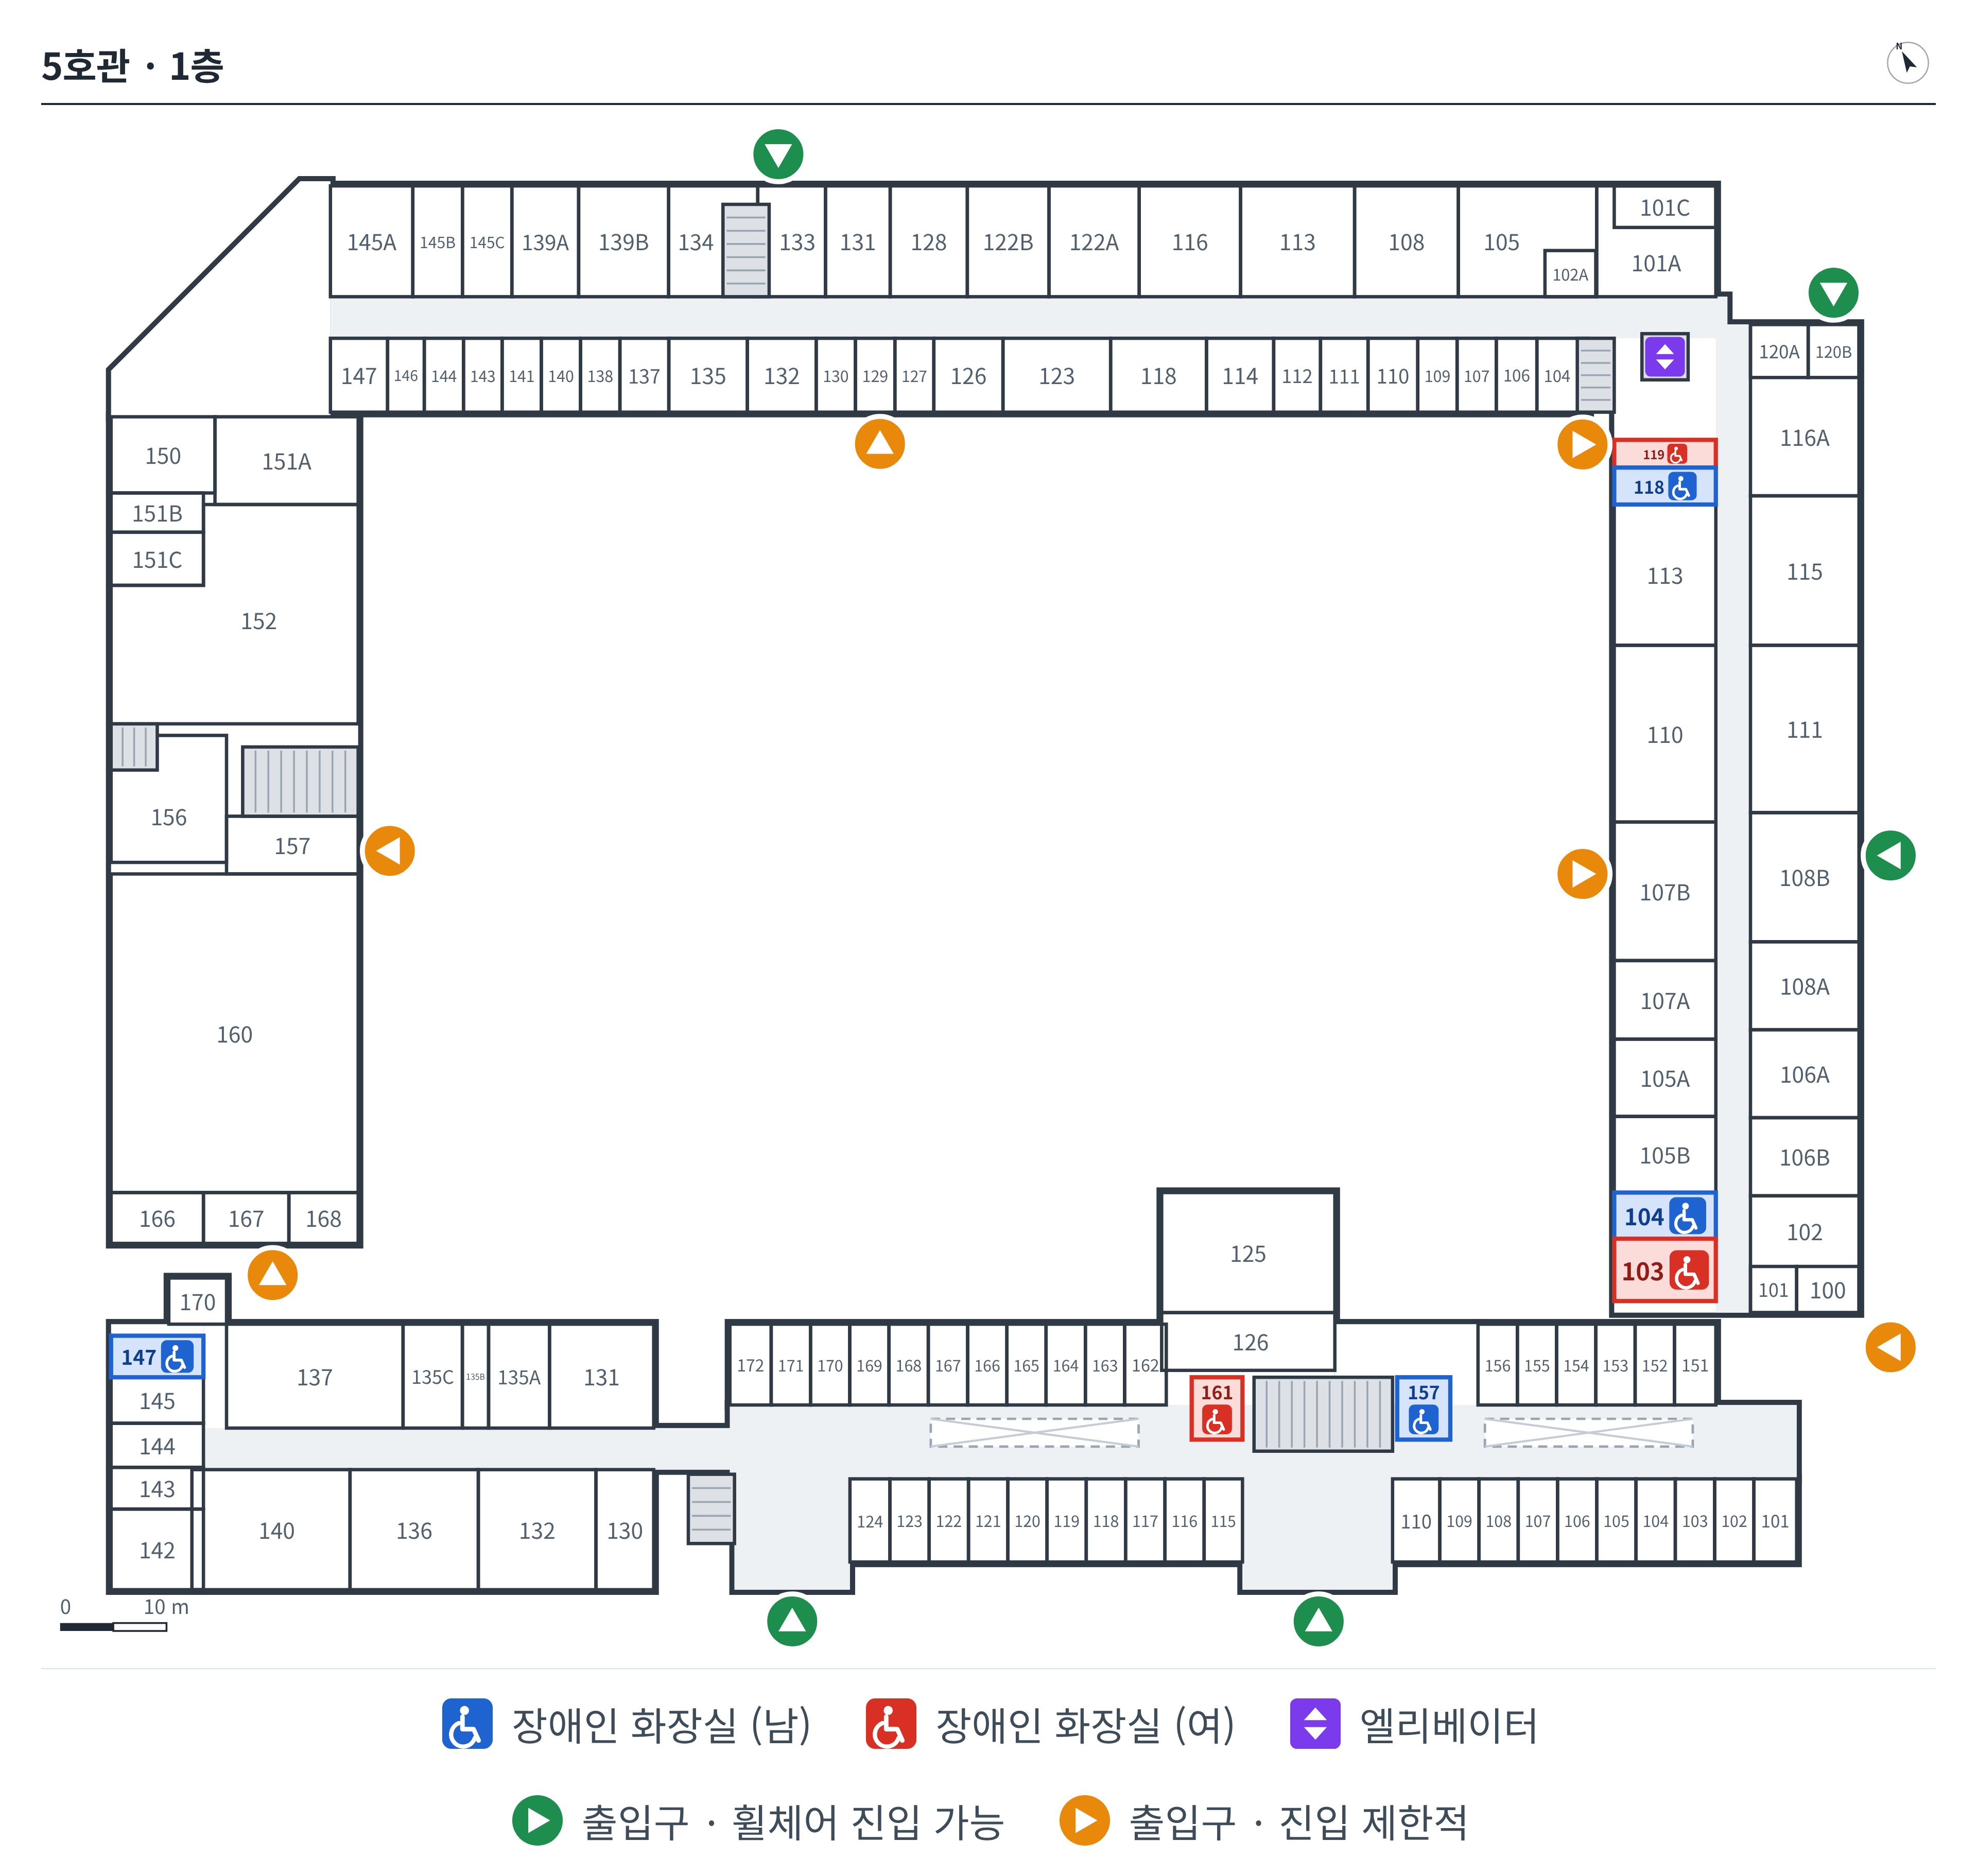 5호관 · 1층
N
101C
145A 145B 145C 139A 139B 134 133 131 128 122B 122A 116 113 108 105
101A
102A
120A 120B
147 146 144 143 141 140 138 137 135 132 130 129 127 126 123 118 114 112 111 110 109 107 106 104
116A
150 151A
119
118
151B
151C
113 115
152
110 111
156
157
107B 108B
107A 108A
160
105A 106A
105B 106B
166 167 168
104
102
125
103
101 100
170
126
147
137 135C 135B 135A 131
172 171 170 169 168 167 166 165 164 163 162
156 155 154 153 152 151
145
161 157
144
143
142 140 136 132 130
124 123 122 121 120 119 118 117 116 115
110 109 108 107 106 105 104 103 102 101
0 10 m
장애인 화장실 (남) 장애인 화장실 (여) 엘리베이터
출입구 · 휠체어 진입 가능 출입구 · 진입 제한적